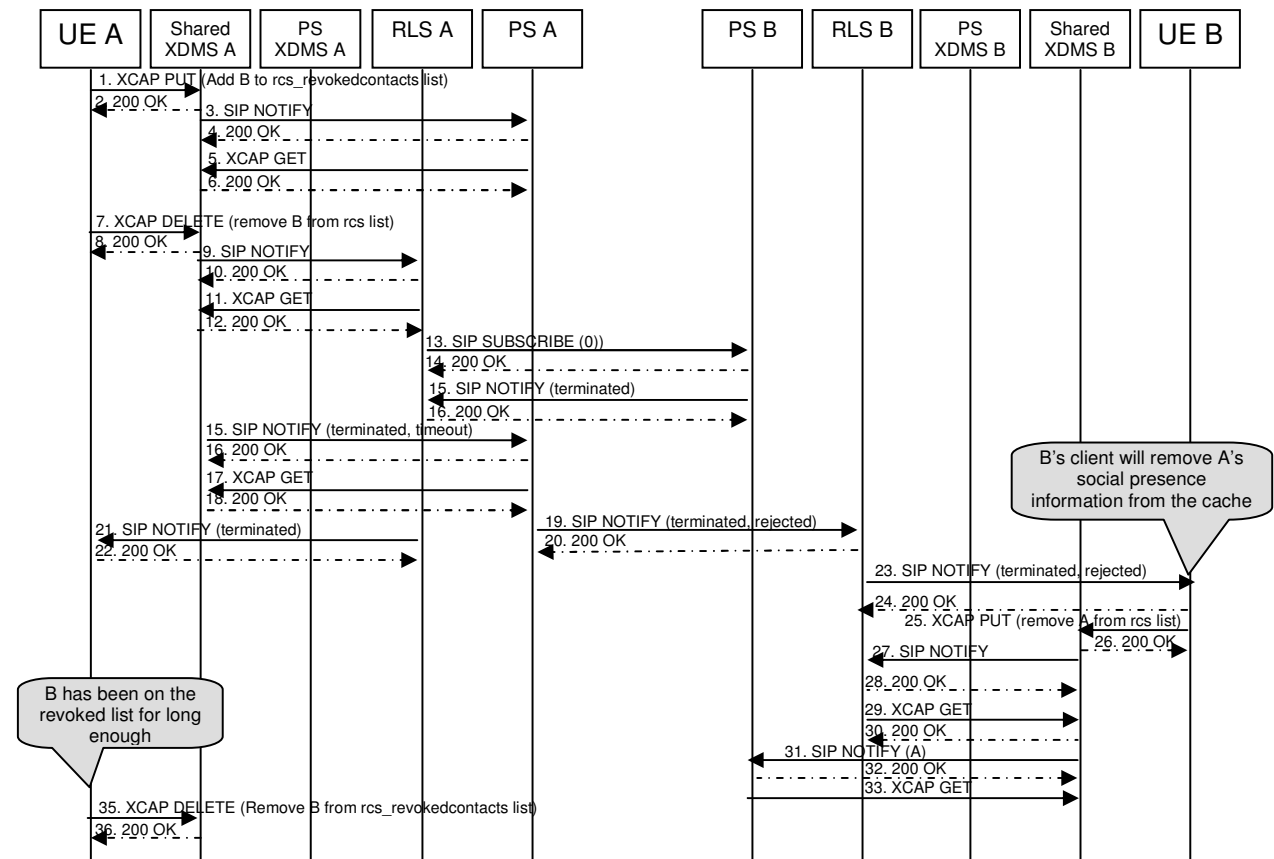 UE A
Shared
XDMS A
PS
XDMS A
RLS A
PS A
PS B
RLS B
PS
XDMS B
Shared
XDMS B
UE B
1. XCAP PUT (Add B to rcs_revokedcontacts list)
2. 200 OK
3. SIP NOTIFY
4. 200 OK
5. XCAP GET
6. 200 OK
7. XCAP DELETE (remove B from rcs list)
8. 200 OK
9. SIP NOTIFY
10. 200 OK
11. XCAP GET
12. 200 OK
13. SIP SUBSCRIBE (0))
14. 200 OK
15. SIP NOTIFY (terminated)
16. 200 OK
15. SIP NOTIFY (terminated, timeout)
16. 200 OK
17. XCAP GET
18. 200 OK
B's client will remove A's
social presence
information from the cache
19. SIP NOTIFY (terminated, rejected)
20. 200 OK
21. SIP NOTIFY (terminated)
22. 200 OK
23. SIP NOTIFY (terminated, rejected)
24. 200 OK
25. XCAP PUT (remove A from rcs list)
26. 200 OK
27. SIP NOTIFY
28. 200 OK
29. XCAP GET
30. 200 OK
31. SIP NOTIFY (A)
32. 200 OK
33. XCAP GET
B has been on the
revoked list for long
enough
35. XCAP DELETE (Remove B from rcs_revokedcontacts list)
36. 200 OK